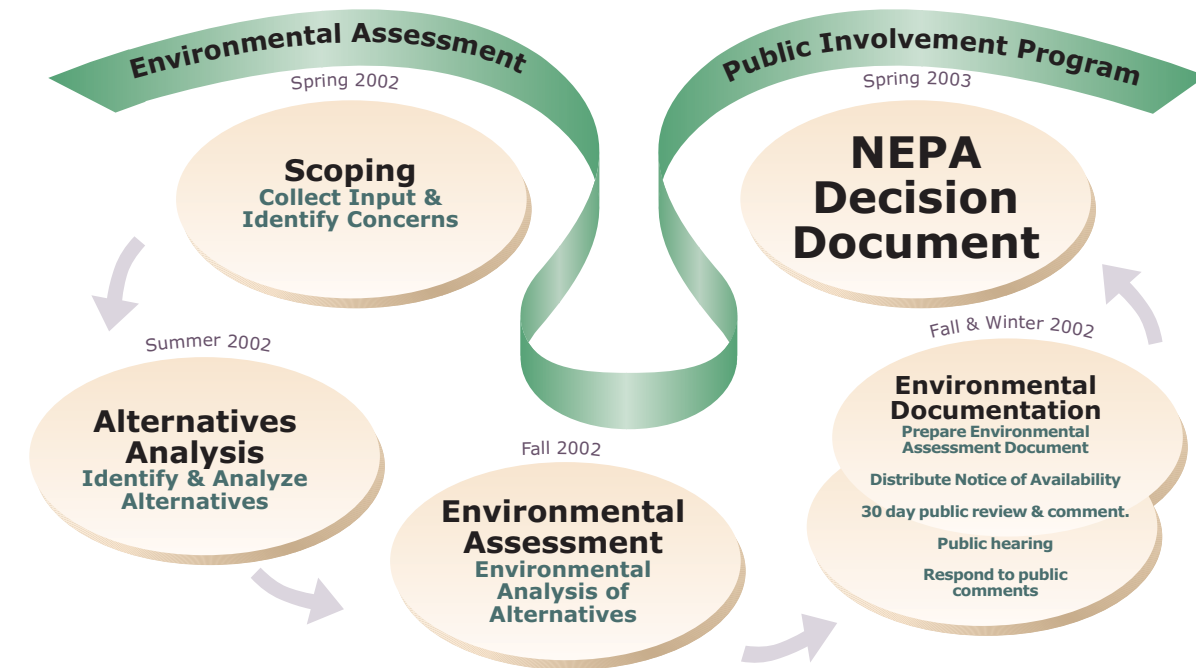 Environmental Assessment
Public Involvement Program
Spring 2002
Scoping
Collect Input &
Identify Concerns
Summer 2002
Alternatives
Analysis
Identify & Analyze
Alternatives
Fall 2002
Environmental
Assessment
Environmental
Analysis of
Alternatives
Fall & Winter 2002
Environmental
Documentation
Prepare Environmental
Assessment Document
Distribute Notice of Availability
30 day public review & comment.
Public hearing
Respond to public
comments
Spring 2003
NEPA
Decision
Document